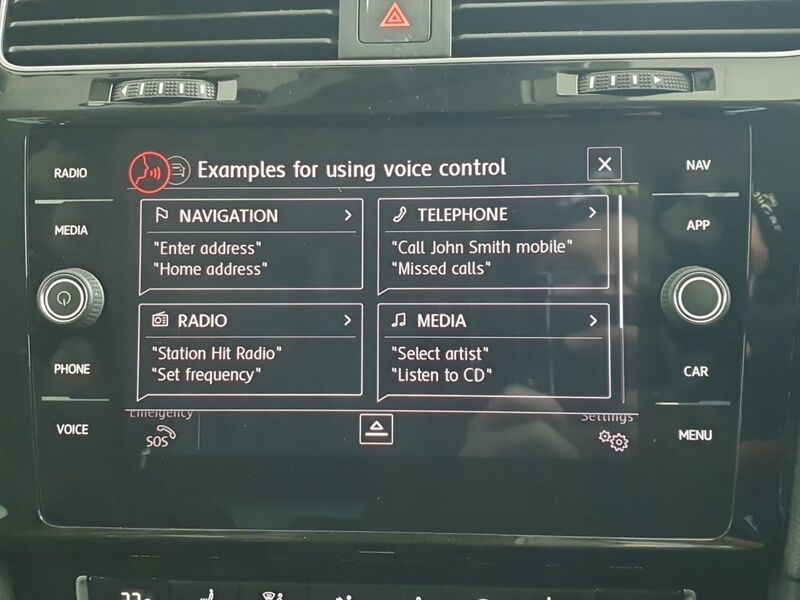 RADIO
MEDIA
PHONE
VOICE
Examples for using voice control
NAVIGATION
"Enter address"
"Home address"
TELEPHONE
"Call John Smith mobile"
"Missed calls"
RADIO
"Station Hit Radio"
"Set frequency"
MEDIA
"Select artist"
"Listen to CD"
Emergency
SOS
Settings
NAV
APP
CAR
MENU